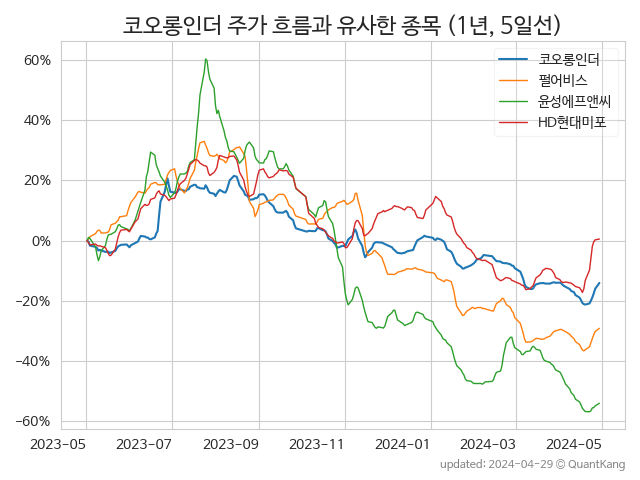 코오롱인더 주가 흐름과 유사한 종목 (1년, 5일선)
코오롱인더
펄어비스
윤성에프앤씨
HD현대미포
60%
40%
20%
0%
−20%
−40%
−60%
2023-05 2023-07 2023-09 2023-11 2024-01 2024-03 2024-05
updated: 2024-04-29 © QuantKang